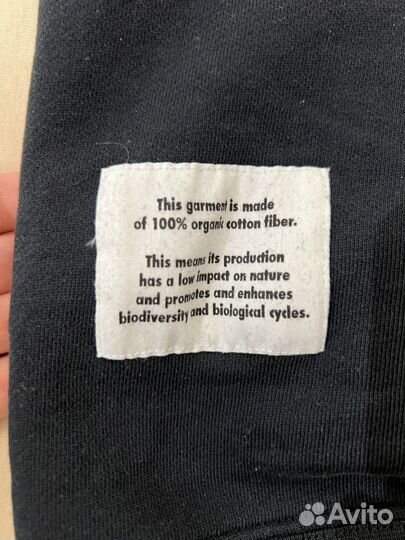 This garment is made
of 100% organic cotton fiber.
This means its production
has a low impact on nature
and promotes and enhances
biodiversity and biological cycles.
Avito